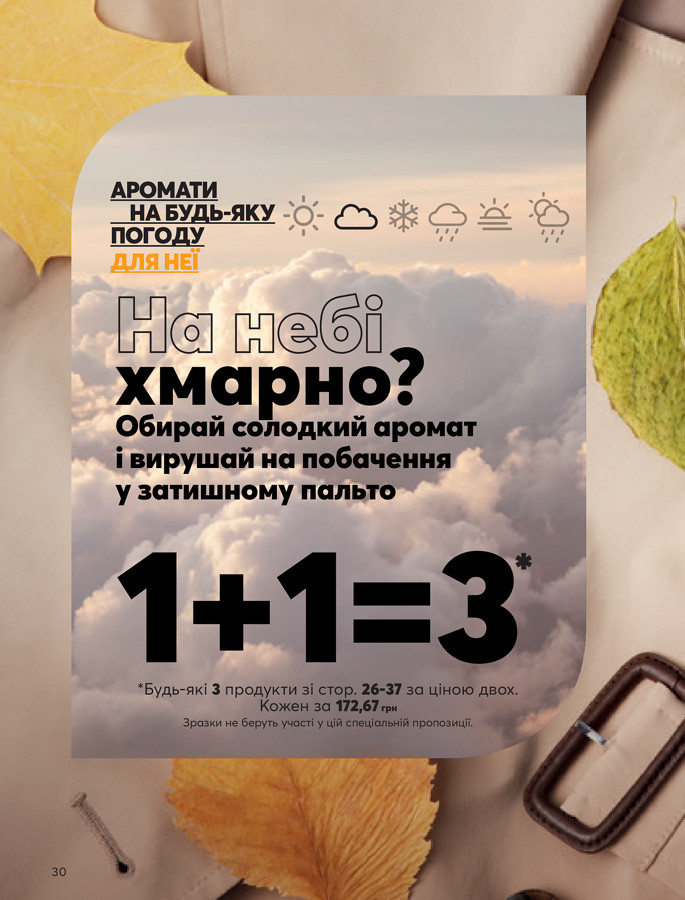 АРОМАТИ
НА БУДЬ-ЯКУ
ПОГОДУ
ДЛЯ НЕЇ
На небі
хмарно?
Обирай солодкий аромат
і вирушай на побачення
у затишному пальто
1+1=3*
*Будь-які 3 продукти зі стор. 26-37 за ціною двох.
Кожен за 172,67 грн
Зразки не беруть участі у цій спеціальній пропозиції.
30